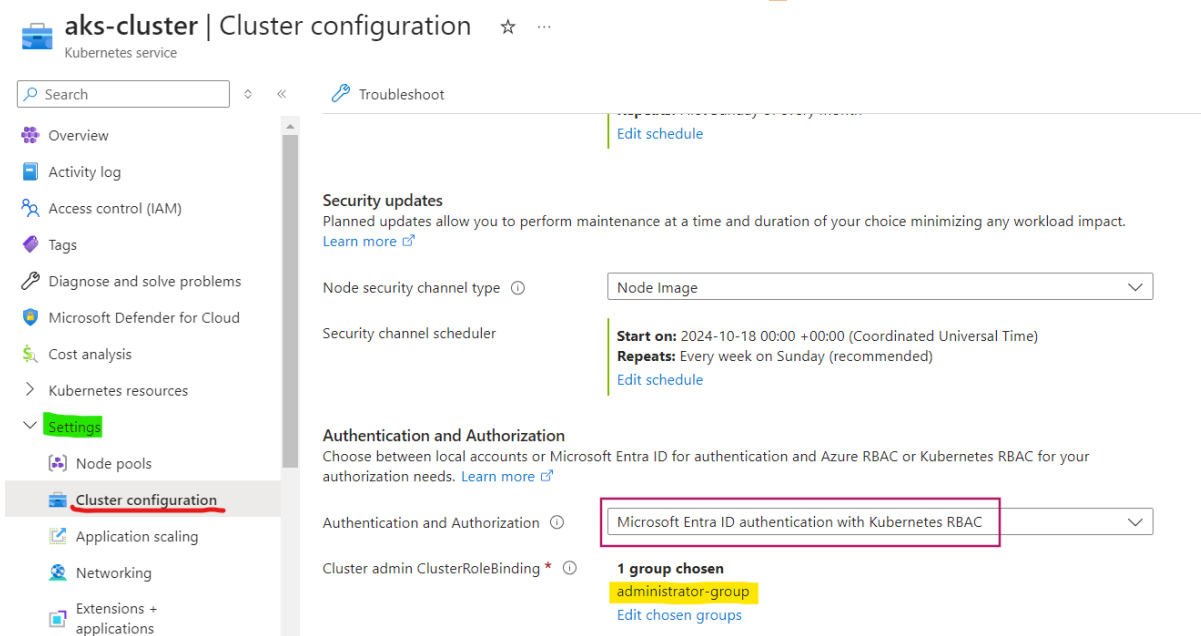 aks-cluster | Cluster configuration
Kubernetes service
Search
Troubleshoot
Overview
Activity log
Access control (IAM)
Tags
Diagnose and solve problems
Microsoft Defender for Cloud
Cost analysis
Kubernetes resources
Settings
Node pools
Cluster configuration
Application scaling
Networking
Extensions +
applications
Repeats: First Sunday of every month
Edit schedule
Security updates
Planned updates allow you to perform maintenance at a time and duration of your choice minimizing any workload impact.
Learn more
Node security channel type
Node Image
Security channel scheduler
Start on: 2024-10-18 00:00 +00:00 (Coordinated Universal Time)
Repeats: Every week on Sunday (recommended)
Edit schedule
Authentication and Authorization
Choose between local accounts or Microsoft Entra ID for authentication and Azure RBAC or Kubernetes RBAC for your
authorization needs. Learn more
Authentication and Authorization
Microsoft Entra ID authentication with Kubernetes RBAC
Cluster admin ClusterRoleBinding *
1 group chosen
administrator-group
Edit chosen groups